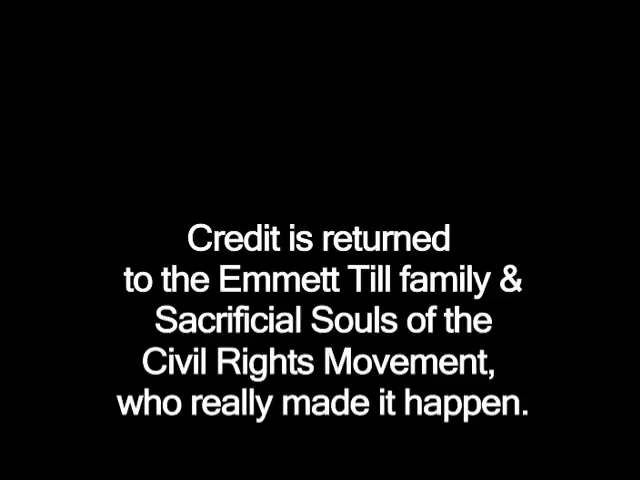 Credit is returned
to the Emmett Till family &
Sacrificial Souls of the
Civil Rights Movement,
who really made it happen.